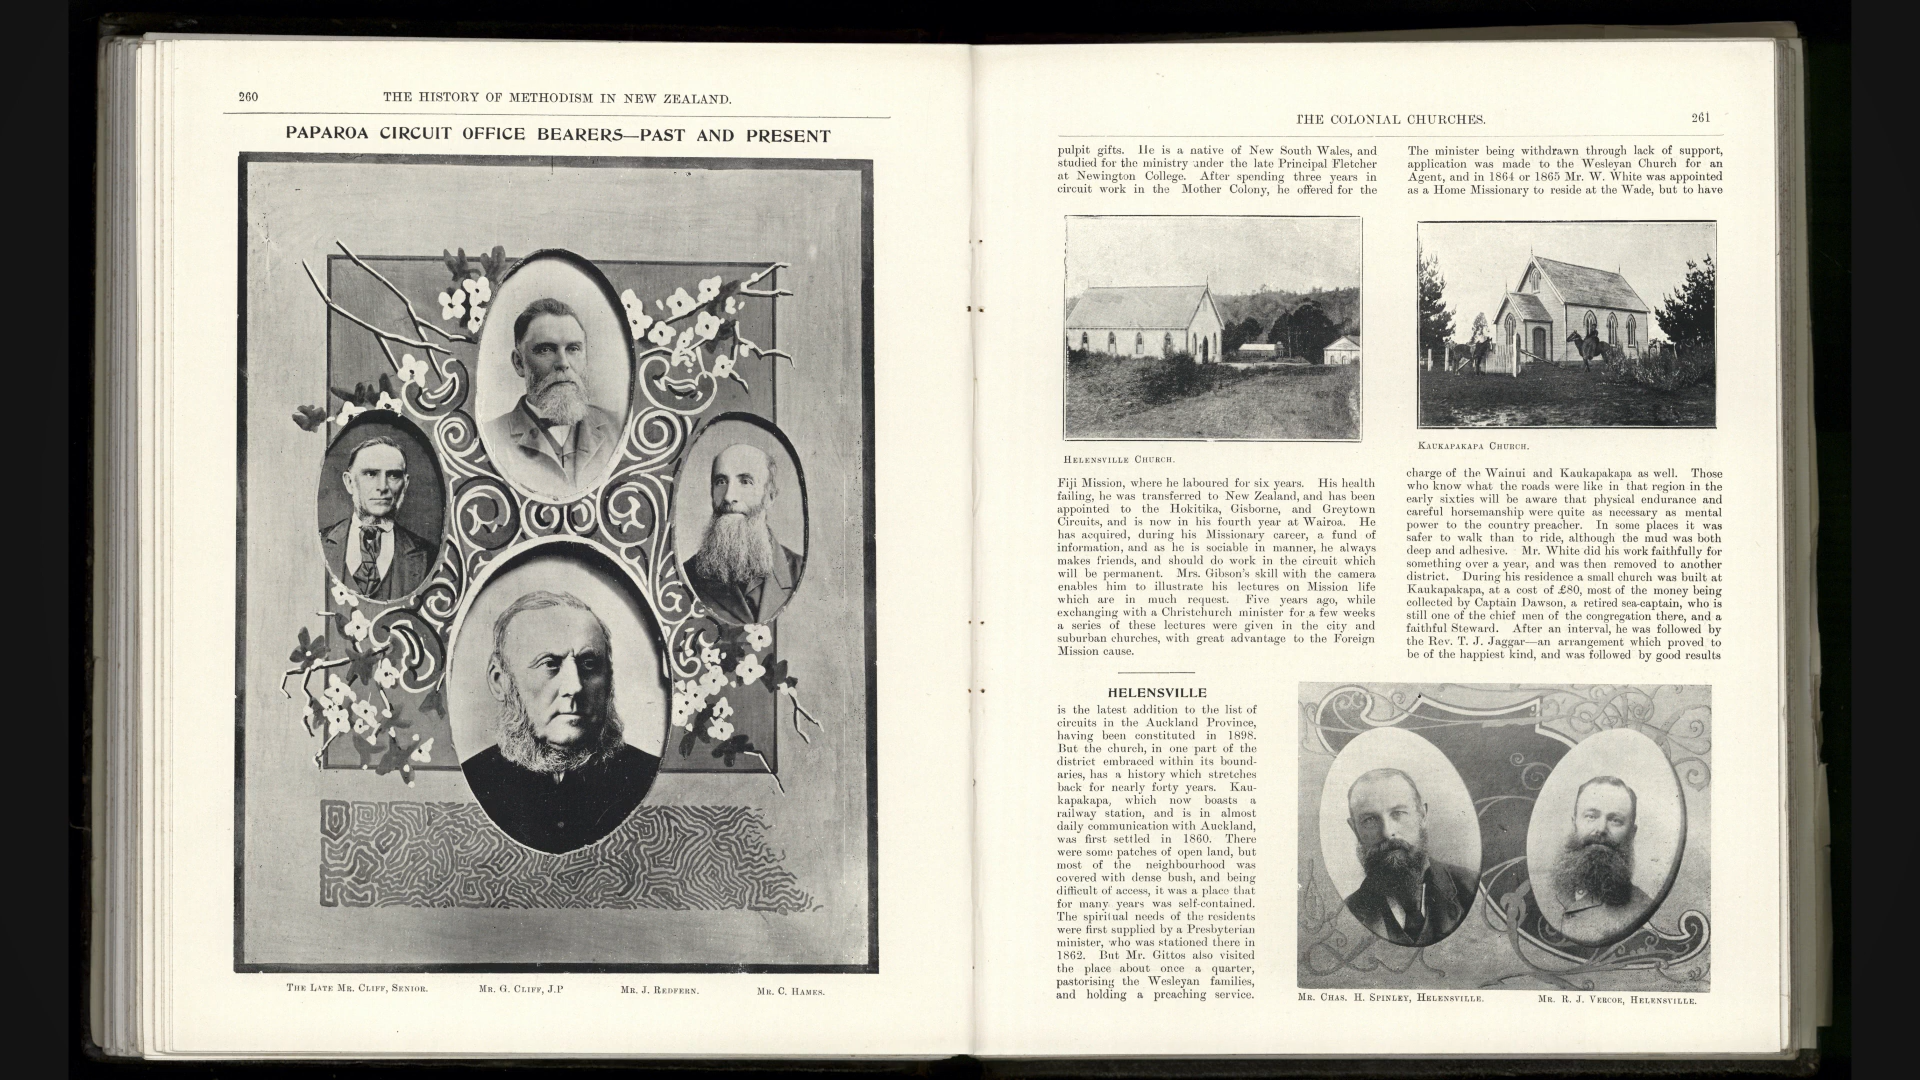 260
THE HISTORY OF METHODISM IN NEW ZEALAND.
PAPAROA CIRCUIT OFFICE BEARERS—PAST AND PRESENT
THE LATE MR. CLIFF, SENIOR.
MR. G. CLIFF, J.P
MR. J. REDFERN.
MR. C. HAMES.
THE COLONIAL CHURCHES.
261
pulpit gifts. He is a native of New South Wales, and
studied for the ministry under the late Principal Fletcher
at Newington College. After spending three years in
circuit work in the Mother Colony, he offered for the
HELENSVILLE CHURCH.
Fiji Mission, where he laboured for six years. His health
failing, he was transferred to New Zealand, and has been
appointed to the Hokitika, Gisborne, and Greytown
Circuits, and is now in his fourth year at Wairoa. He
has acquired, during his Missionary career, a fund of
information, and as he is sociable in manner, he always
makes friends, and should do work in the circuit which
will be permanent. Mrs. Gibson's skill with the camera
enables him to illustrate his lectures on Mission life
which are in much request. Five years ago, while
exchanging with a Christchurch minister for a few weeks
a series of these lectures were given in the city and
suburban churches, with great advantage to the Foreign
Mission cause.
HELENSVILLE
is the latest addition to the list of
circuits in the Auckland Province,
having been constituted in 1898.
But the church, in one part of the
district embraced within its bound-
aries, has a history which stretches
back for nearly forty years. Kau-
kapakapa, which now boasts a
railway station, and is in almost
daily communication with Auckland,
was first settled in 1860. There
were some patches of open land, but
most of the neighbourhood was
covered with dense bush, and being
difficult of access, it was a place that
for many years was self-contained.
The spiritual needs of the residents
were first supplied by a Presbyterian
minister, who was stationed there in
1862. But Mr. Gittos also visited
the place about once a quarter,
pastorising the Wesleyan families,
and holding a preaching service.
The minister being withdrawn through lack of support,
application was made to the Wesleyan Church for an
Agent, and in 1864 or 1865 Mr. W. White was appointed
as a Home Missionary to reside at the Wade, but to have
KAUKAPAKAPA CHURCH.
charge of the Wainui and Kaukapakapa as well. Those
who know what the roads were like in that region in the
early sixties will be aware that physical endurance and
careful horsemanship were quite as necessary as mental
power to the country preacher. In some places it was
safer to walk than to ride, although the mud was both
deep and adhesive. Mr. White did his work faithfully for
something over a year, and was then removed to another
district. During his residence a small church was built at
Kaukapakapa, at a cost of £80, most of the money being
collected by Captain Dawson, a retired sea-captain, who is
still one of the chief men of the congregation there, and a
faithful Steward. After an interval, he was followed by
the Rev. T. J. Jaggar—an arrangement which proved to
be of the happiest kind, and was followed by good results
MR. CHAS. H. SPINLEY, HELENSVILLE.
MR. R. J. VERCOE, HELENSVILLE.